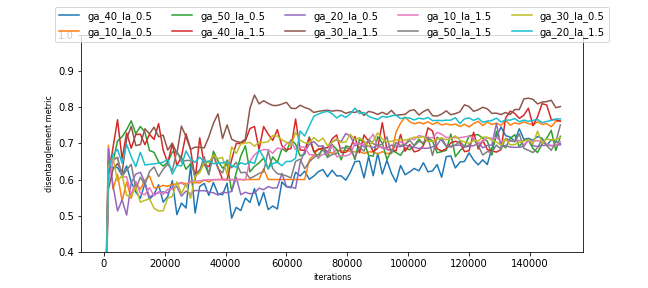 ga_40_la_0.5 ga_50_la_0.5 ga_20_la_0.5 ga_10_la_1.5 ga_30_la_0.5
ga_10_la_0.5 ga_40_la_1.5 ga_30_la_1.5 ga_50_la_1.5 ga_20_la_1.5
1.0
0.9
0.8
0.7
0.6
0.5
0.4
disentanglement metric
0 20000 40000 60000 80000 100000 120000 140000
iterations